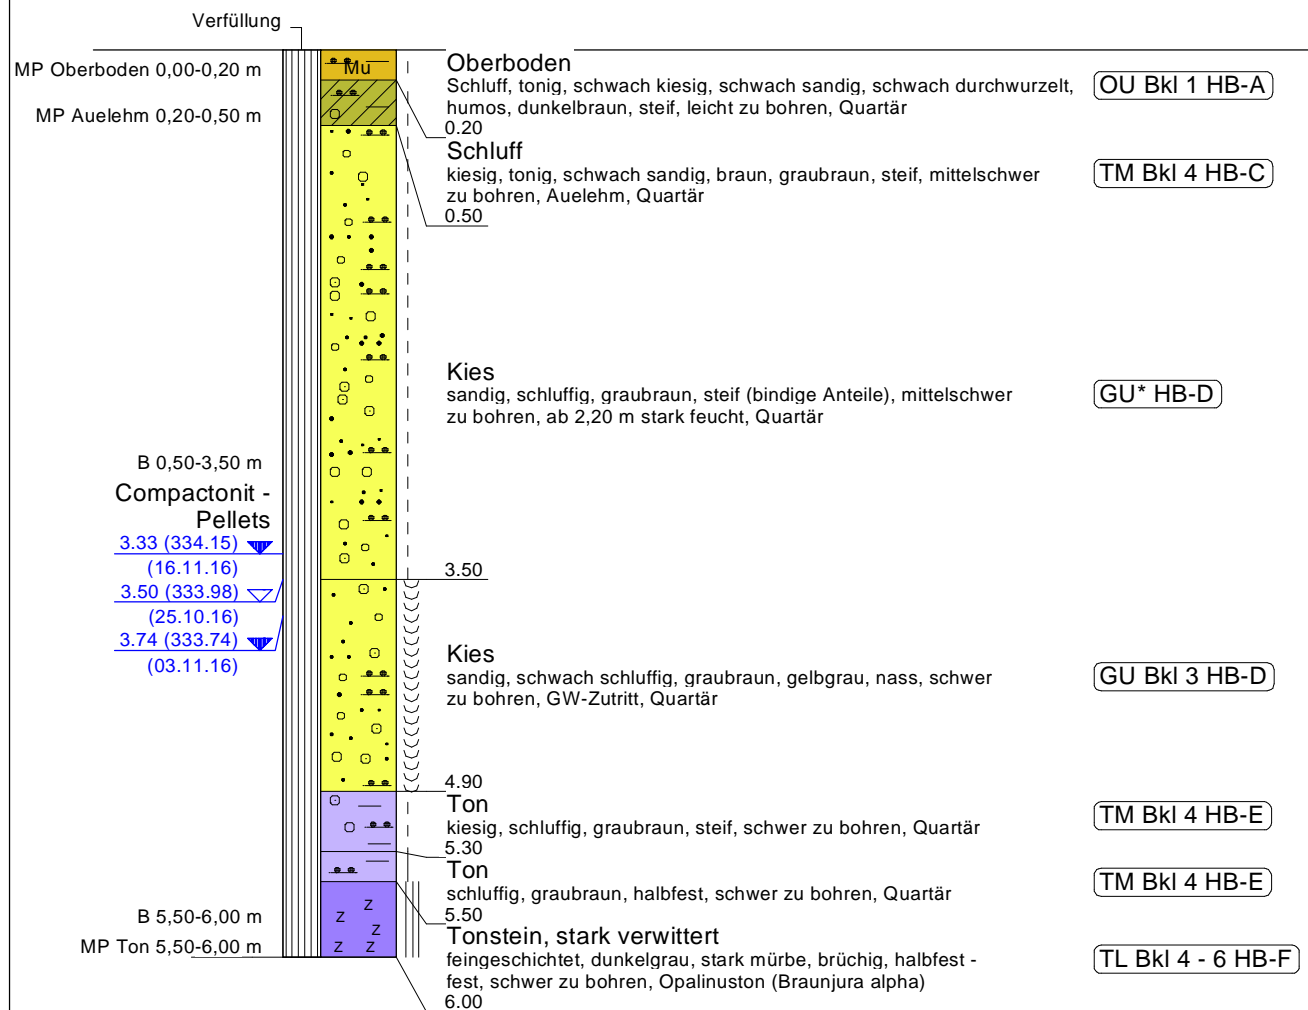 Verfüllung
MP Oberboden 0,00-0,20 m
Mu
Oberboden
Schluff, tonig, schwach kiesig, schwach sandig, schwach durchwurzelt,
humos, dunkelbraun, steif, leicht zu bohren, Quartär
0.20
OU Bkl 1 HB-A
MP Auelehm 0,20-0,50 m
Schluff
kiesig, tonig, schwach sandig, braun, graubraun, steif, mittelschwer
zu bohren, Auelehm, Quartär
0.50
TM Bkl 4 HB-C
Kies
sandig, schluffig, graubraun, steif (bindige Anteile), mittelschwer
zu bohren, ab 2,20 m stark feucht, Quartär
GU* HB-D
B 0,50-3,50 m
Compactonit -
Pellets
3.33 (334.15)
(16.11.16)
3.50 (333.98)
(25.10.16)
3.74 (333.74)
(03.11.16)
3.50
Kies
sandig, schwach schluffig, graubraun, gelbgrau, nass, schwer
zu bohren, GW-Zutritt, Quartär
GU Bkl 3 HB-D
4.90
Ton
kiesig, schluffig, graubraun, steif, schwer zu bohren, Quartär
5.30
TM Bkl 4 HB-E
Ton
schluffig, graubraun, halbfest, schwer zu bohren, Quartär
5.50
TM Bkl 4 HB-E
B 5,50-6,00 m
MP Ton 5,50-6,00 m
z
z
z
z z
Tonstein, stark verwittert
feingeschichtet, dunkelgrau, stark mürbe, brüchig, halbfest -
fest, schwer zu bohren, Opalinuston (Braunjura alpha)
6.00
TL Bkl 4 - 6 HB-F